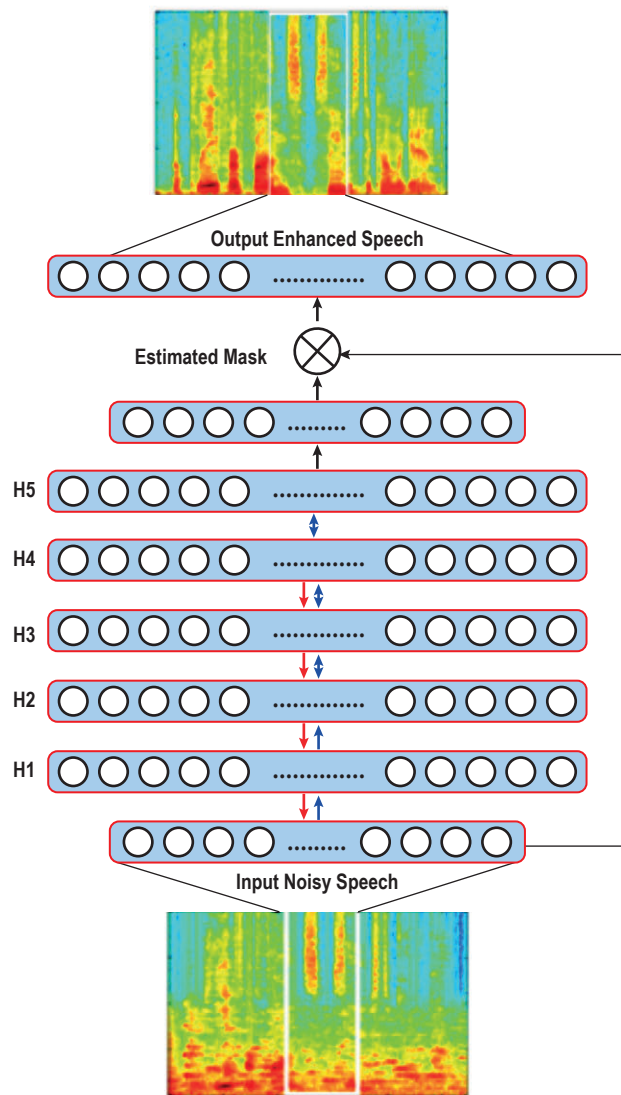 Output Enhanced Speech
Estimated Mask
H5
H4
H3
H2
H1
Input Noisy Speech